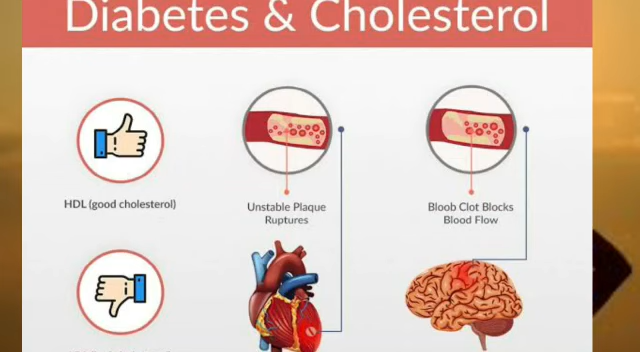 Diabetes & Cholesterol
HDL (good cholesterol)
Unstable Plaque
Ruptures
Bloob Clot Blocks
Blood Flow